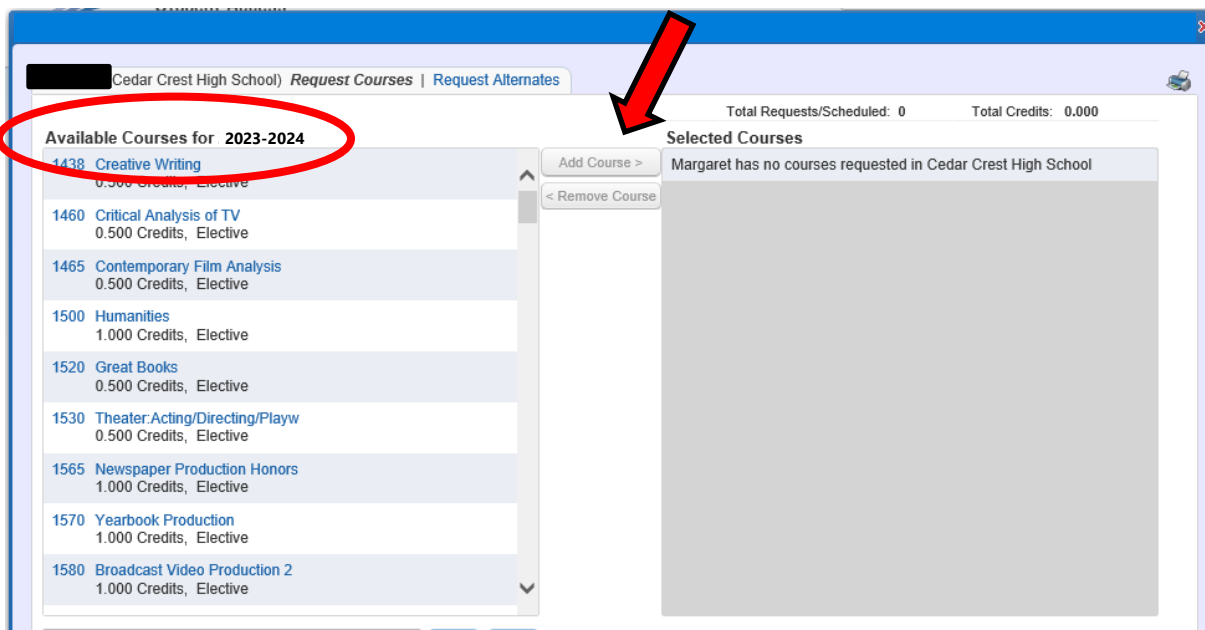 Cedar Crest High School) Request Courses | Request Alternates
Total Requests/Scheduled: 0 Total Credits: 0.000
Available Courses for 2023-2024
Selected Courses
1438 Creative Writing
0.500 Credits, Elective
Add Course >
< Remove Course
Margaret has no courses requested in Cedar Crest High School
1460 Critical Analysis of TV
0.500 Credits, Elective
1465 Contemporary Film Analysis
0.500 Credits, Elective
1500 Humanities
1.000 Credits, Elective
1520 Great Books
0.500 Credits, Elective
1530 Theater:Acting/Directing/Playw
0.500 Credits, Elective
1565 Newspaper Production Honors
1.000 Credits, Elective
1570 Yearbook Production
1.000 Credits, Elective
1580 Broadcast Video Production 2
1.000 Credits, Elective